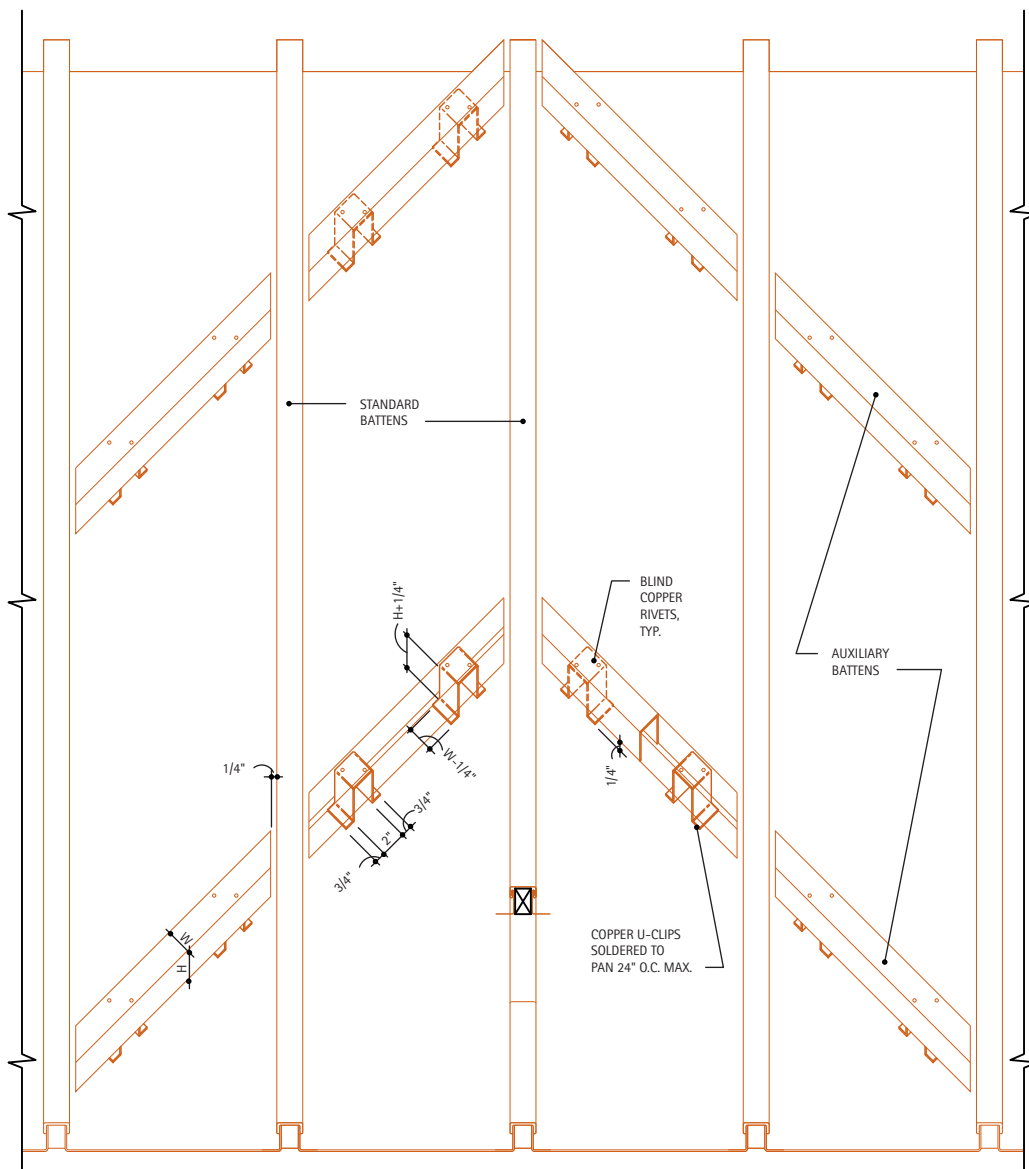 STANDARD
BATTENS
BLIND
COPPER
RIVETS,
TYP.
H+1/4"
AUXILIARY
BATTENS
W-1/4"
1/4"
1/4"
3/4"
2"
3/4"
COPPER U-CLIPS
SOLDERED TO
PAN 24" O.C. MAX.
W
H